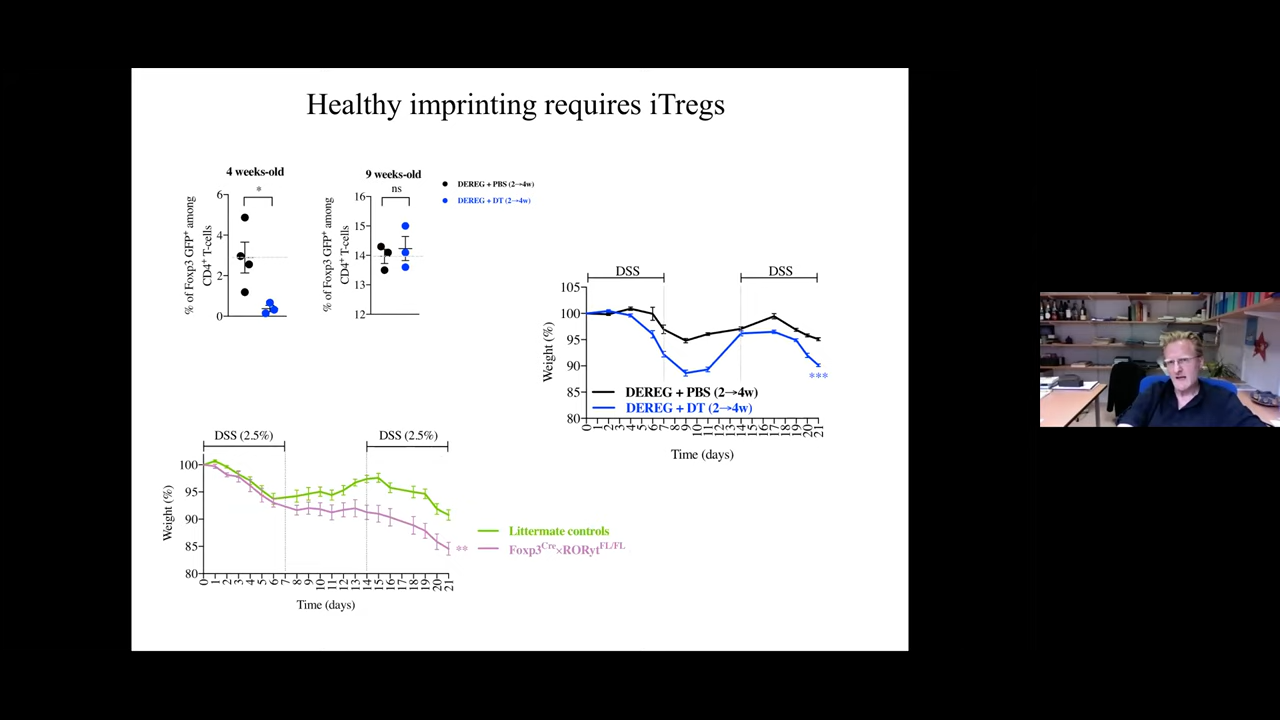 Healthy imprinting requires iTregs
4 weeks-old
*
% of Foxp3 GFP⁺ among
CD4⁺ T-cells
6
4
2
0
9 weeks-old
ns
% of Foxp3 GFP⁺ among
CD4⁺ T-cells
16
15
14
13
12
DEREG + PBS (2→4w)
DEREG + DT (2→4w)
DSS
DSS
Weight (%)
105
100
95
90
85
80
***
DEREG + PBS (2→4w)
DEREG + DT (2→4w)
0 1 2 3 4 5 6 7 8 9 10 11 12 13 14 15 16 17 18 19 20 21
Time (days)
DSS (2.5%)
DSS (2.5%)
Weight (%)
100
95
90
85
80
**
Littermate controls
Foxp3ᶜʳᵉ×RORγtFL/FL
0 1 2 3 4 5 6 7 8 9 10 11 12 13 14 15 16 17 18 19 20 21
Time (days)